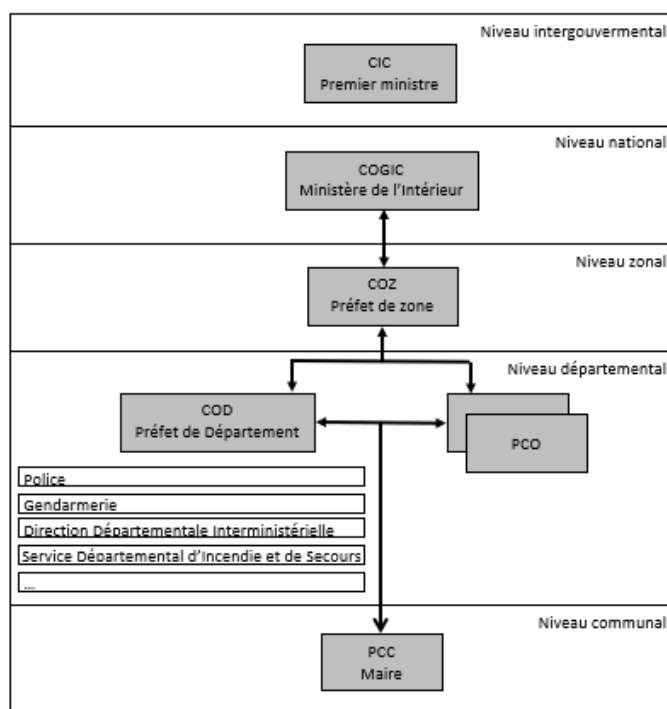 Niveau intergouvermental
CIC
Premier ministre
Niveau national
COGIC
Ministère de l'Intérieur
Niveau zonal
COZ
Préfet de zone
Niveau départemental
COD
Préfet de Département
PCO
Police
Gendarmerie
Direction Départementale Interministérielle
Service Départemental d'Incendie et de Secours
...
Niveau communal
PCC
Maire